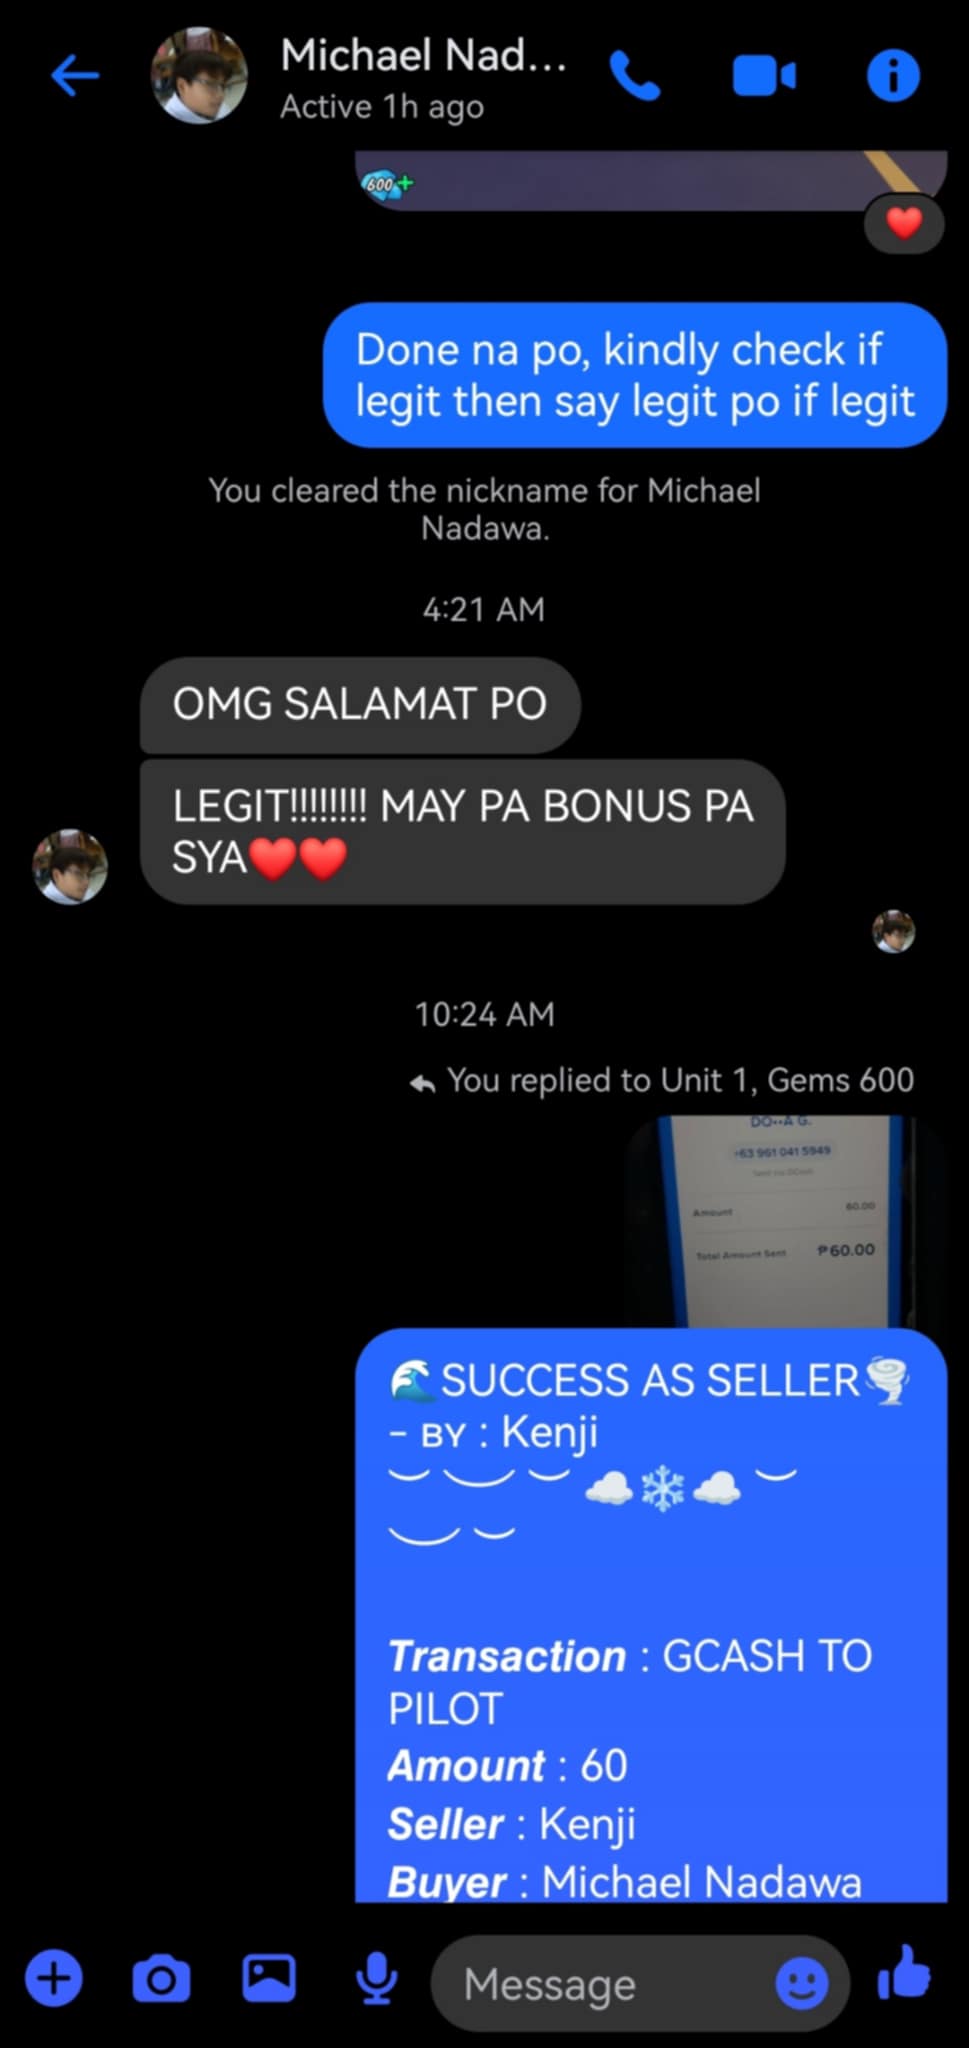 Michael Nad...
Active 1h ago
600+
Done na po, kindly check if
legit then say legit po if legit
You cleared the nickname for Michael
Nadawa.
4:21 AM
OMG SALAMAT PO
LEGIT!!!!!!!! MAY PA BONUS PA
SYA❤️❤️
10:24 AM
You replied to Unit 1, Gems 600
DO••A G.
+63 961 041 5949
Sent via GCash
Amount 60.00
Total Amount Sent ₱60.00
🌊SUCCESS AS SELLER🌪️
- BY : Kenji
︶ ︶ ︶ ☁️❄️☁️ ︶
︶ ︶
Transaction : GCASH TO
PILOT
Amount : 60
Seller : Kenji
Buyer : Michael Nadawa
Message